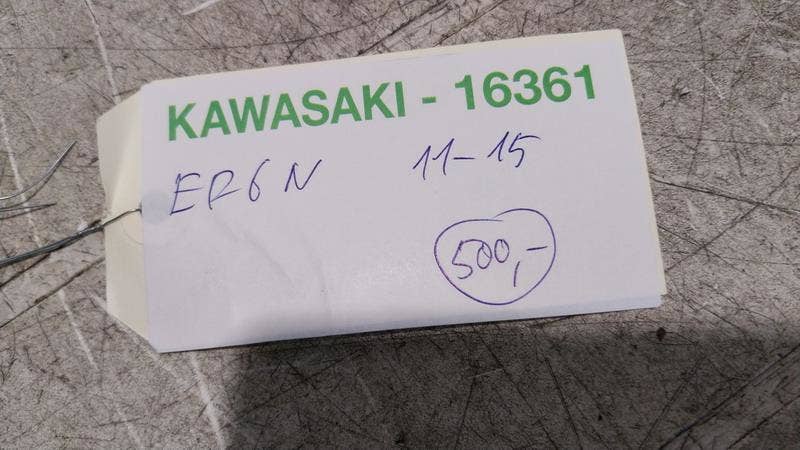 KAWASAKI - 16361
ER6N 11-15
500,-